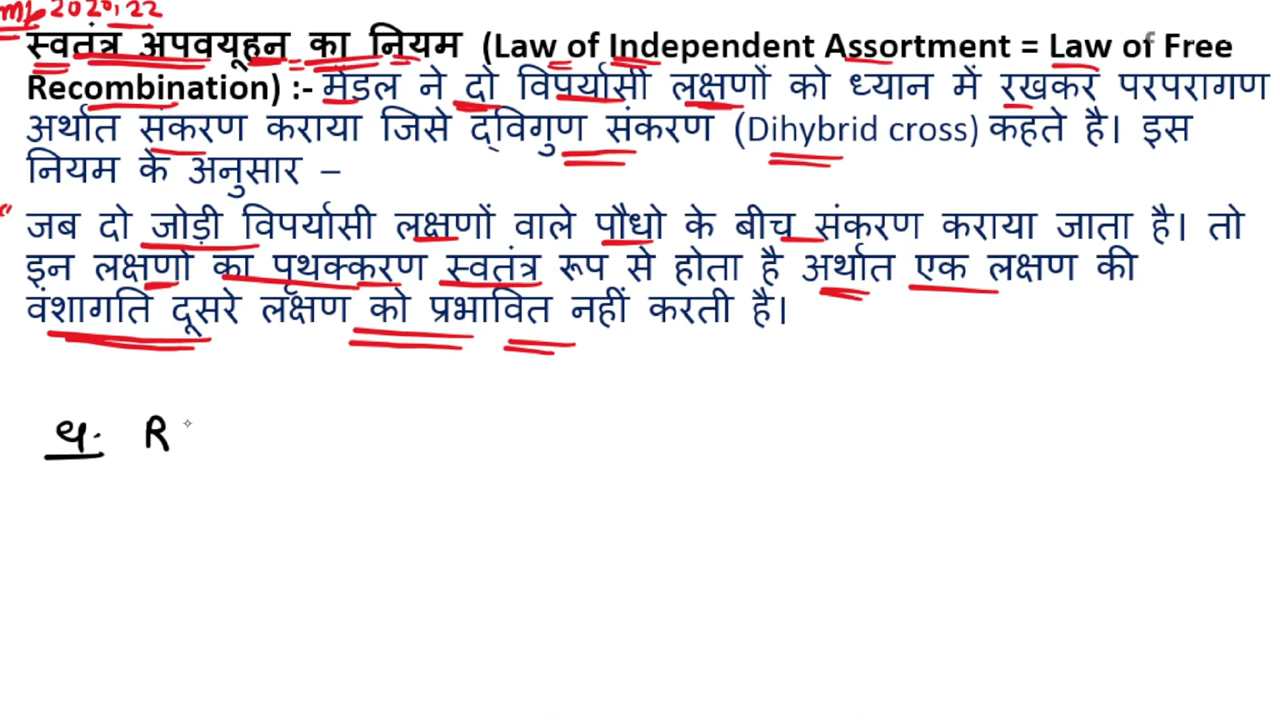 2020, 22
स्वतंत्र अपवयूहन का नियम (Law of Independent Assortment = Law of Free
Recombination) :- मेंडल ने दो विपर्यासी लक्षणों को ध्यान में रखकर परपरागण
अर्थात संकरण कराया जिसे द्विगुण संकरण (Dihybrid cross) कहते है। इस
नियम के अनुसार –
जब दो जोड़ी विपर्यासी लक्षणों वाले पौधो के बीच संकरण कराया जाता है। तो
इन लक्षणों का पृथक्करण स्वतंत्र रूप से होता है अर्थात एक लक्षण की
वंशागति दूसरे लक्षण को प्रभावित नहीं करती है।
R